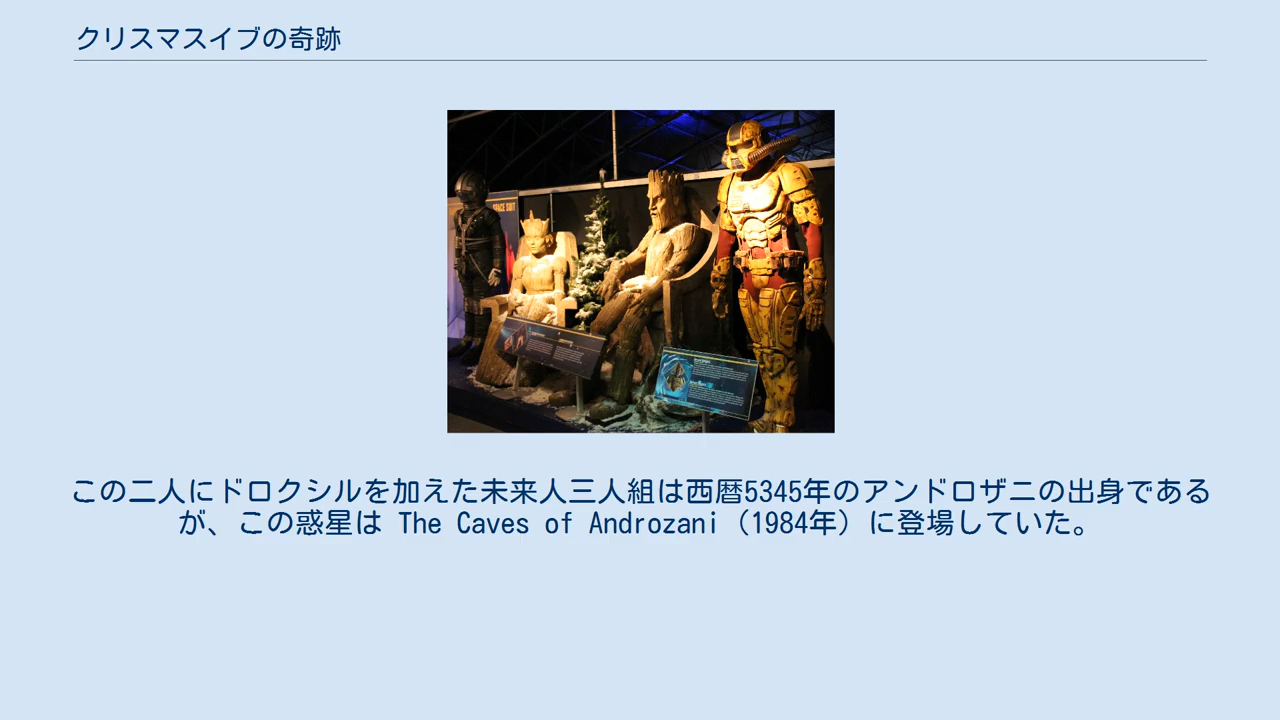 クリスマスイブの奇跡
SPACE SUIT
この二人にドロクシルを加えた未来人三人組は西暦5345年のアンドロザニの出身である
が、この惑星は The Caves of Androzani（1984年）に登場していた。